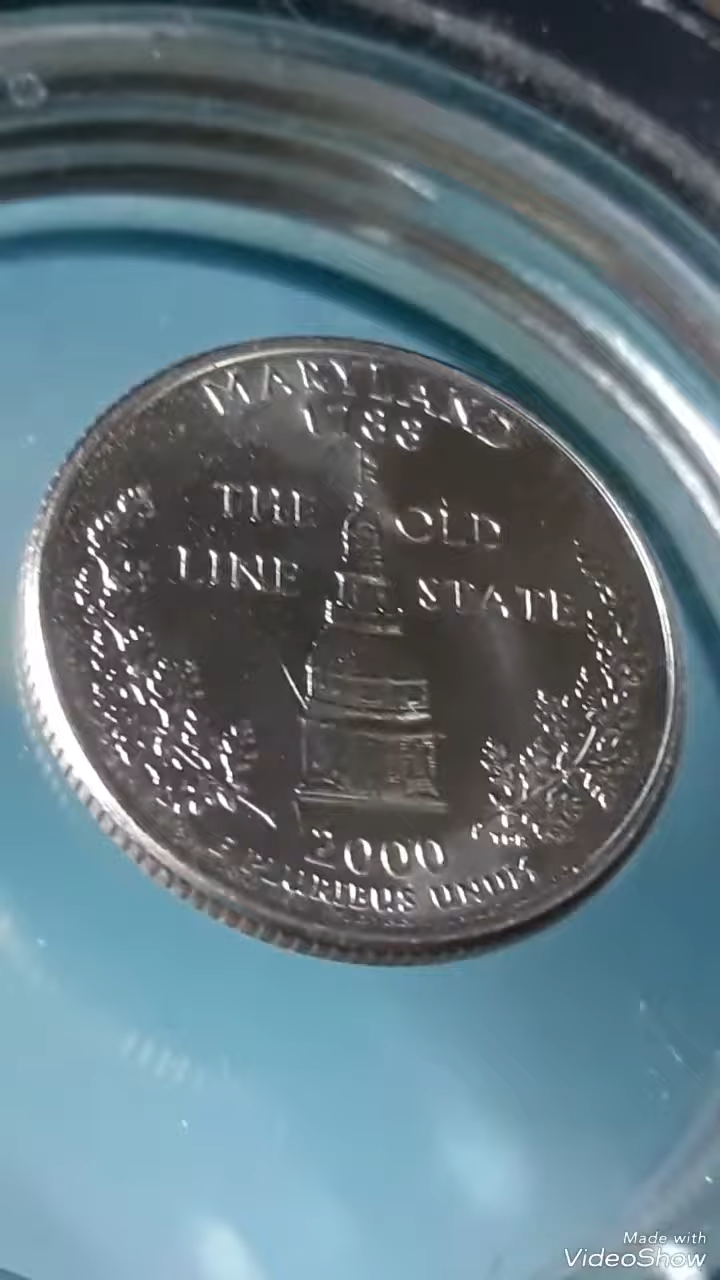 MARYLAND
1788
THE OLD
LINE STATE
2000
E PLURIBUS UNUM
Made with
VideoShow